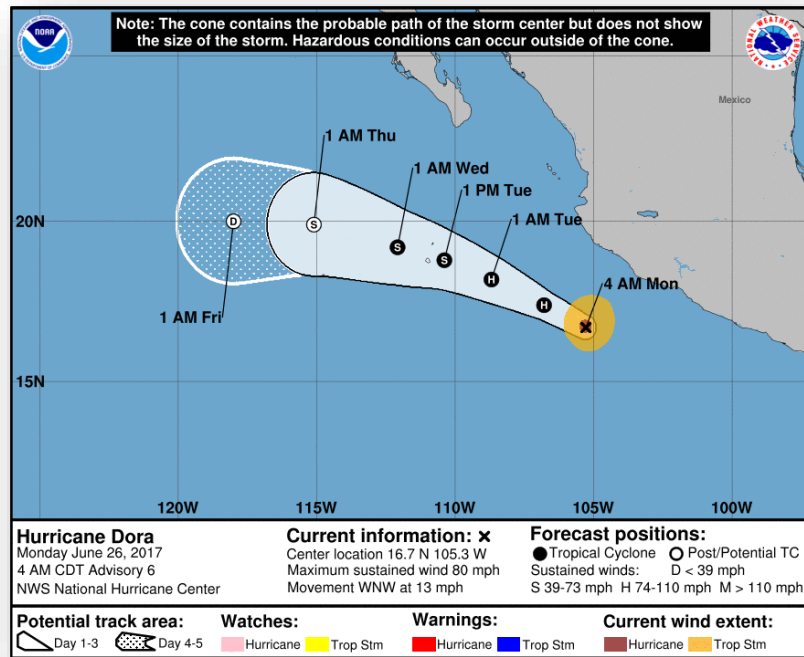 Note: The cone contains the probable path of the storm center but does not show
the size of the storm. Hazardous conditions can occur outside of the cone.
NOAA
NATIONAL WEATHER SERVICE
Mexico
1 AM Thu
1 AM Wed
1 PM Tue
1 AM Tue
4 AM Mon
1 AM Fri
D
S
S
S
H
H
20N
15N
120W
115W
110W
105W
100W
Hurricane Dora
Monday June 26, 2017
4 AM CDT Advisory 6
NWS National Hurricane Center
Current information: ×
Center location 16.7 N 105.3 W
Maximum sustained wind 80 mph
Movement WNW at 13 mph
Forecast positions:
Tropical Cyclone Post/Potential TC
Sustained winds: D < 39 mph
S 39-73 mph H 74-110 mph M > 110 mph
Potential track area:
Day 1-3 Day 4-5
Watches:
Hurricane Trop Stm
Warnings:
Hurricane Trop Stm
Current wind extent:
Hurricane Trop Stm